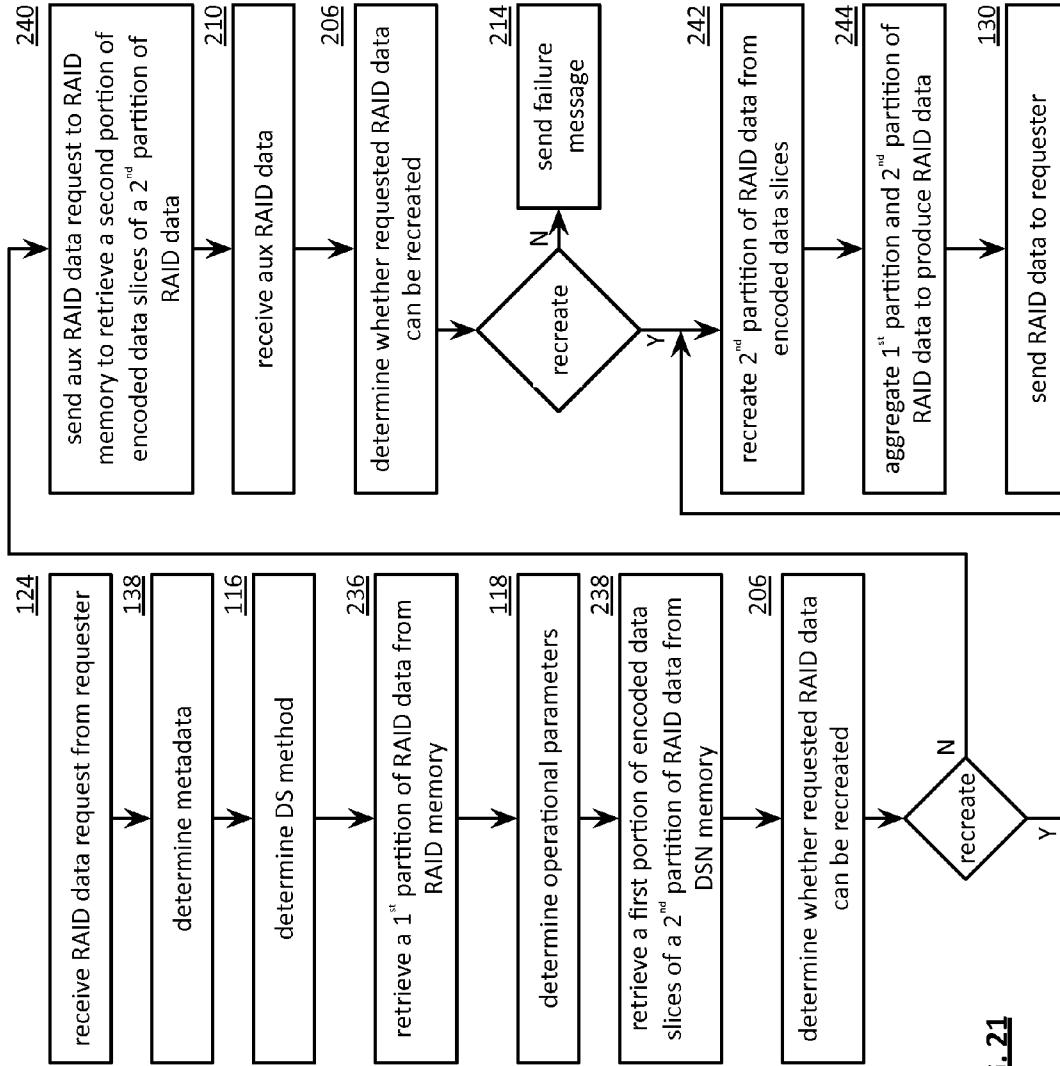 124
receive RAID data request from requester
138
determine metadata
116
determine DS method
236
retrieve a 1st partition of RAID data from
RAID memory
118
determine operational parameters
238
retrieve a first portion of encoded data
slices of a 2nd partition of RAID data from
DSN memory
206
determine whether requested RAID data
can be recreated
recreate
N
Y
240
send aux RAID data request to RAID
memory to retrieve a second portion of
encoded data slices of a 2nd partition of
RAID data
210
receive aux RAID data
206
determine whether requested RAID data
can be recreated
recreate
N
Y
214
send failure
message
242
recreate 2nd partition of RAID data from
encoded data slices
244
aggregate 1st partition and 2nd partition of
RAID data to produce RAID data
130
send RAID data to requester
. 21